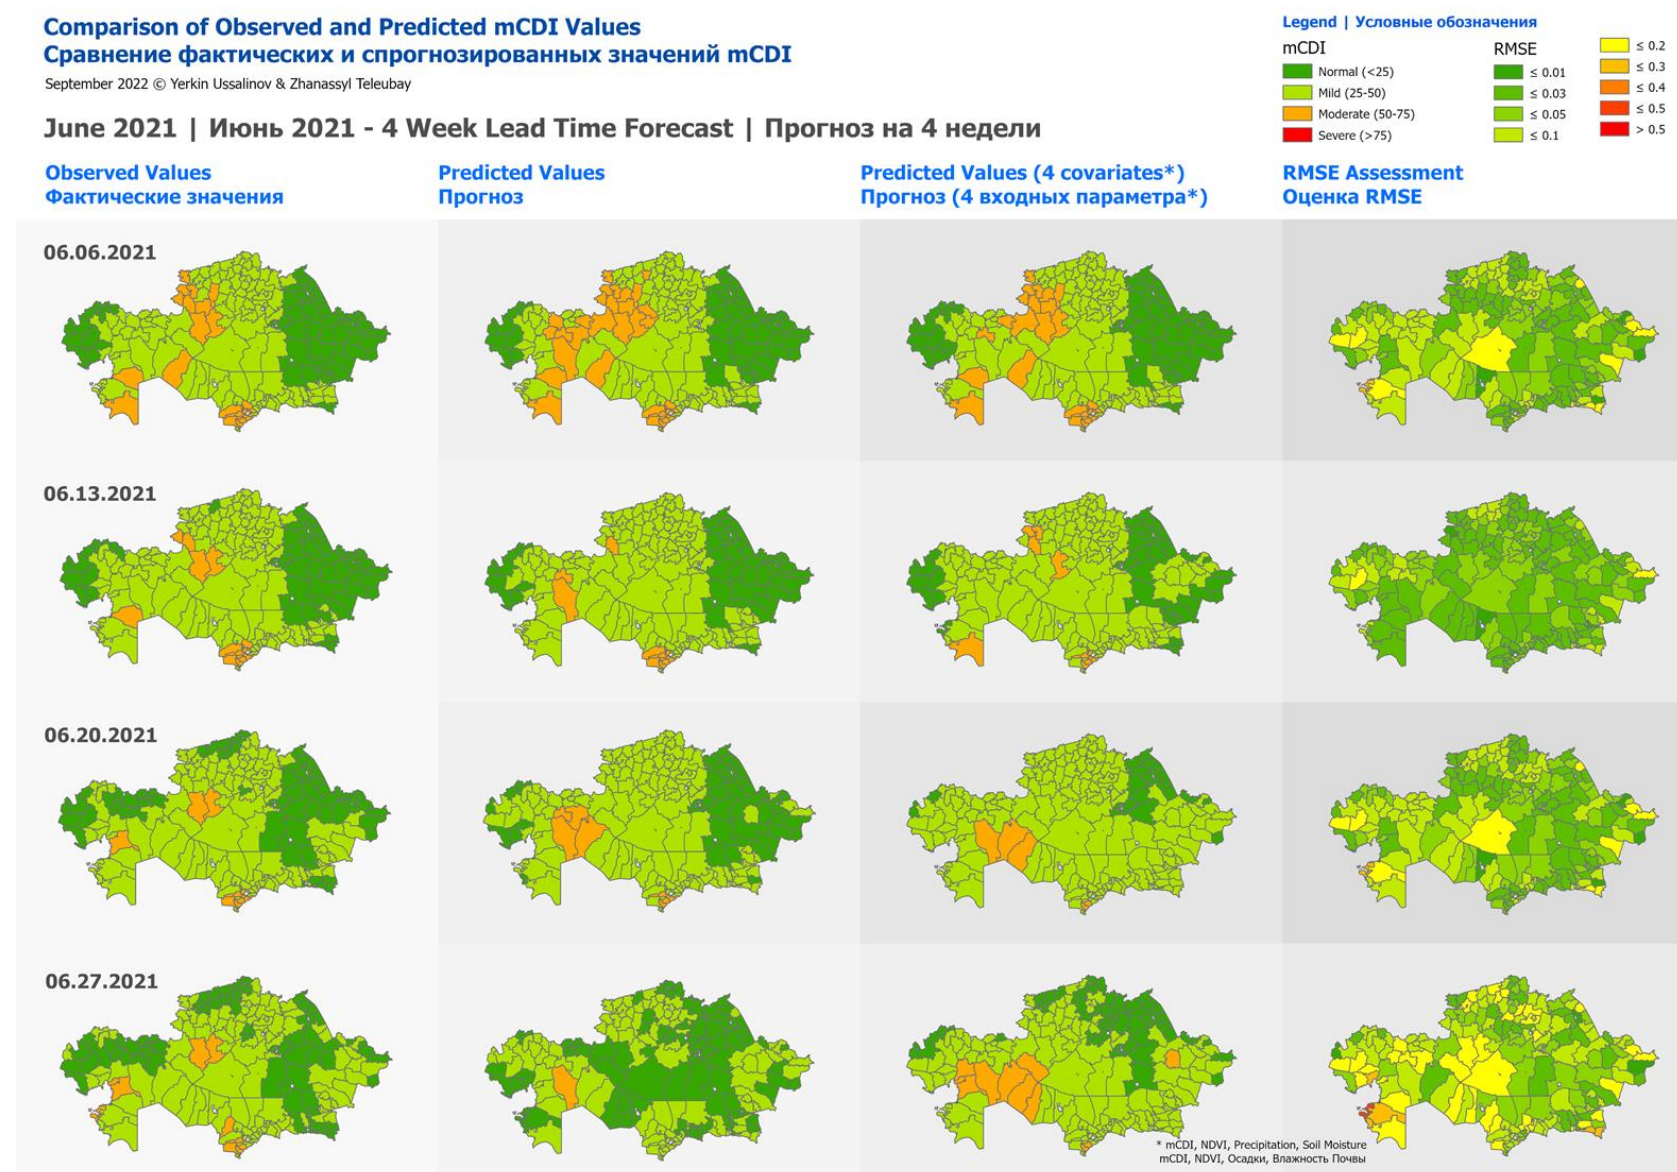 Comparison of Observed and Predicted mCDI Values
Сравнение фактических и спрогнозированных значений mCDI
September 2022 © Yerkin Ussalinov & Zhanassyl Teleubay
June 2021 | Июнь 2021 - 4 Week Lead Time Forecast | Прогноз на 4 недели
Legend | Условные обозначения
mCDI
Normal (<25)
Mild (25-50)
Moderate (50-75)
Severe (>75)
RMSE
≤ 0.01
≤ 0.03
≤ 0.05
≤ 0.1
≤ 0.2
≤ 0.3
≤ 0.4
≤ 0.5
> 0.5
Observed Values
Фактические значения
Predicted Values
Прогноз
Predicted Values (4 covariates*)
Прогноз (4 входных параметра*)
RMSE Assessment
Оценка RMSE
06.06.2021
06.13.2021
06.20.2021
06.27.2021
* mCDI, NDVI, Precipitation, Soil Moisture
mCDI, NDVI, Осадки, Влажность Почвы